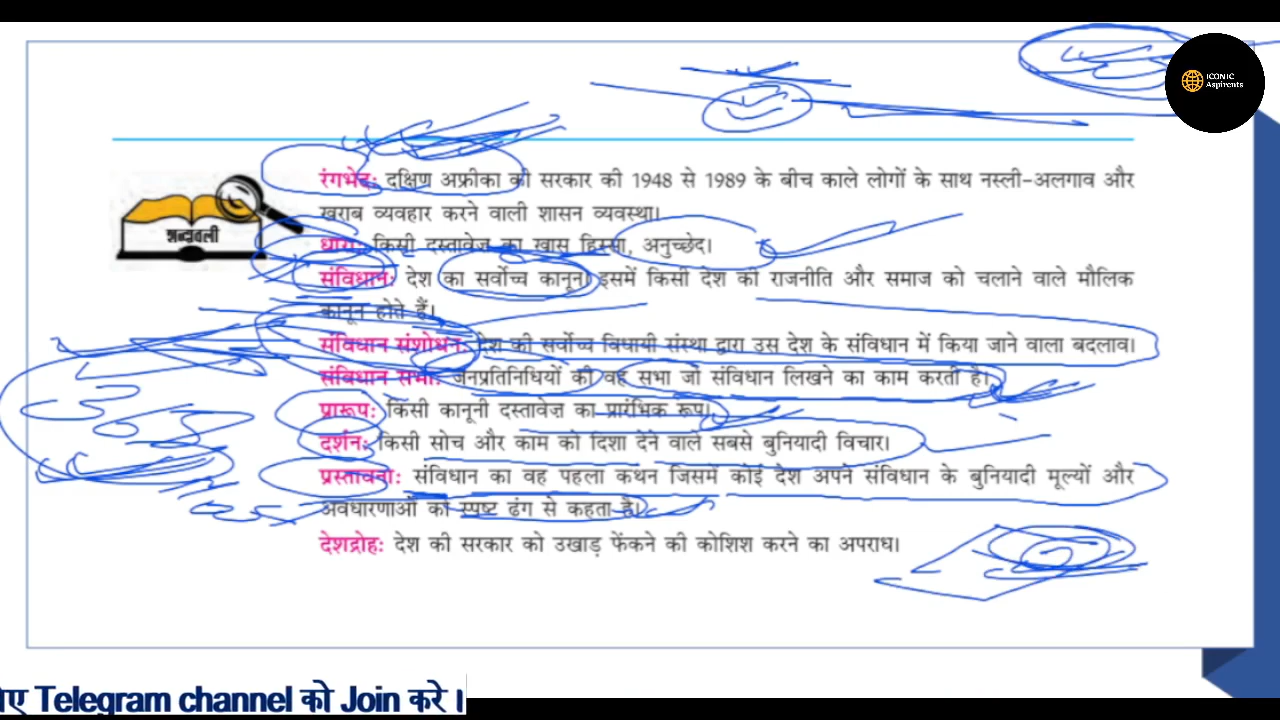 ICONIC
Aspirents
शब्दावली
रंगभेद: दक्षिण अफ्रीका की सरकार की 1948 से 1989 के बीच काले लोगों के साथ नस्ली-अलगाव और
खराब व्यवहार करने वाली शासन व्यवस्था।
धारा: किसी दस्तावेज़ का खास हिस्सा, अनुच्छेद।
संविधान: देश का सर्वोच्च कानून। इसमें किसी देश की राजनीति और समाज को चलाने वाले मौलिक
कानून होते हैं।
संविधान संशोधन: देश की सर्वोच्च विधायी संस्था द्वारा उस देश के संविधान में किया जाने वाला बदलाव।
संविधान सभा: जनप्रतिनिधियों की वह सभा जो संविधान लिखने का काम करती है।
प्रारूप: किसी कानूनी दस्तावेज़ का प्रारंभिक रूप।
दर्शन: किसी सोच और काम को दिशा देने वाले सबसे बुनियादी विचार।
प्रस्तावना: संविधान का वह पहला कथन जिसमें कोई देश अपने संविधान के बुनियादी मूल्यों और
अवधारणाओं को स्पष्ट ढंग से कहता है।
देशद्रोह: देश की सरकार को उखाड़ फेंकने की कोशिश करने का अपराध।
Telegram channel को Join करे।